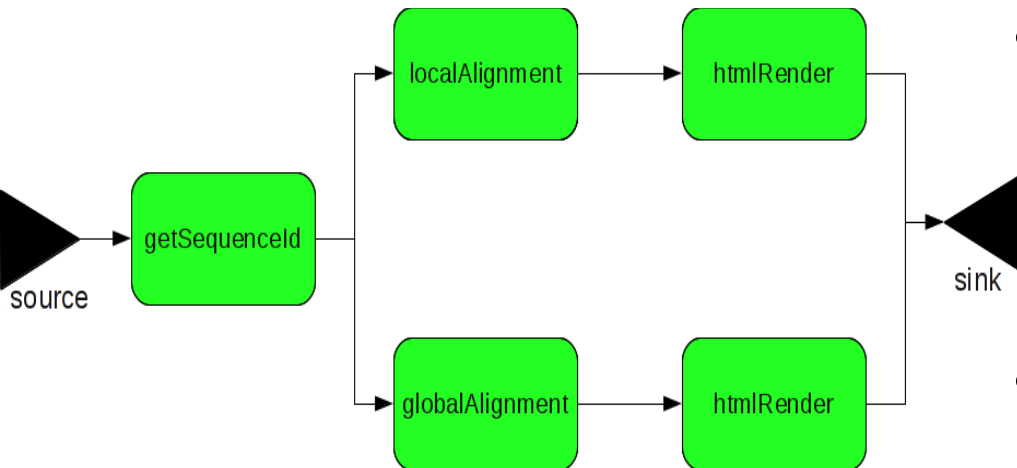 localAlignment
htmlRender
getSequenceId
source
sink
globalAlignment
htmlRender